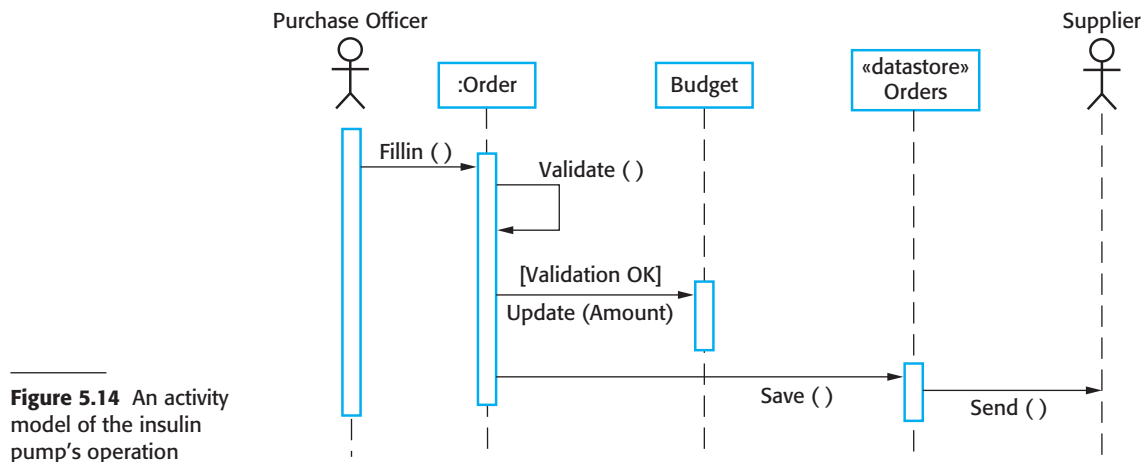 Purchase Officer
Supplier
:Order
Budget
«datastore»
Orders
Fillin ( )
Validate ( )
[Validation OK]
Update (Amount)
Save ( )
Send ( )
Figure 5.14 An activity
model of the insulin
pump's operation